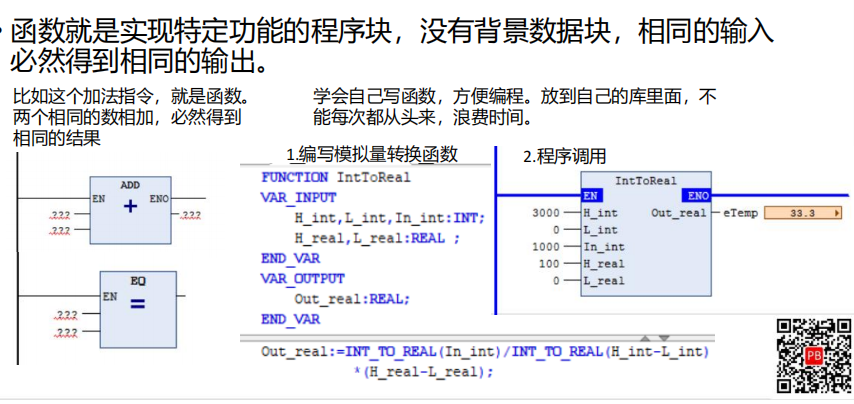 • 函数就是实现特定功能的程序块，没有背景数据块，相同的输入
必然得到相同的输出。
比如这个加法指令，就是函数。
两个相同的数相加，必然得到
相同的结果
学会自己写函数，方便编程。放到自己的库里面，不
能每次都从头来，浪费时间。
ADD
EN ENO
+
???
???
???
EQ
EN
=
???
???
1.编写模拟量转换函数
FUNCTION IntToReal
VAR_INPUT
H_int,L_int,In_int:INT;
H_real,L_real:REAL ;
END_VAR
VAR_OUTPUT
Out_real:REAL;
END_VAR
Out_real:=INT_TO_REAL(In_int)/INT_TO_REAL(H_int-L_int)
*(H_real-L_real);
2.程序调用
IntToReal
EN ENO
3000 H_int Out_real eTemp 33.3
0 L_int
1000 In_int
100 H_real
0 L_real
PB